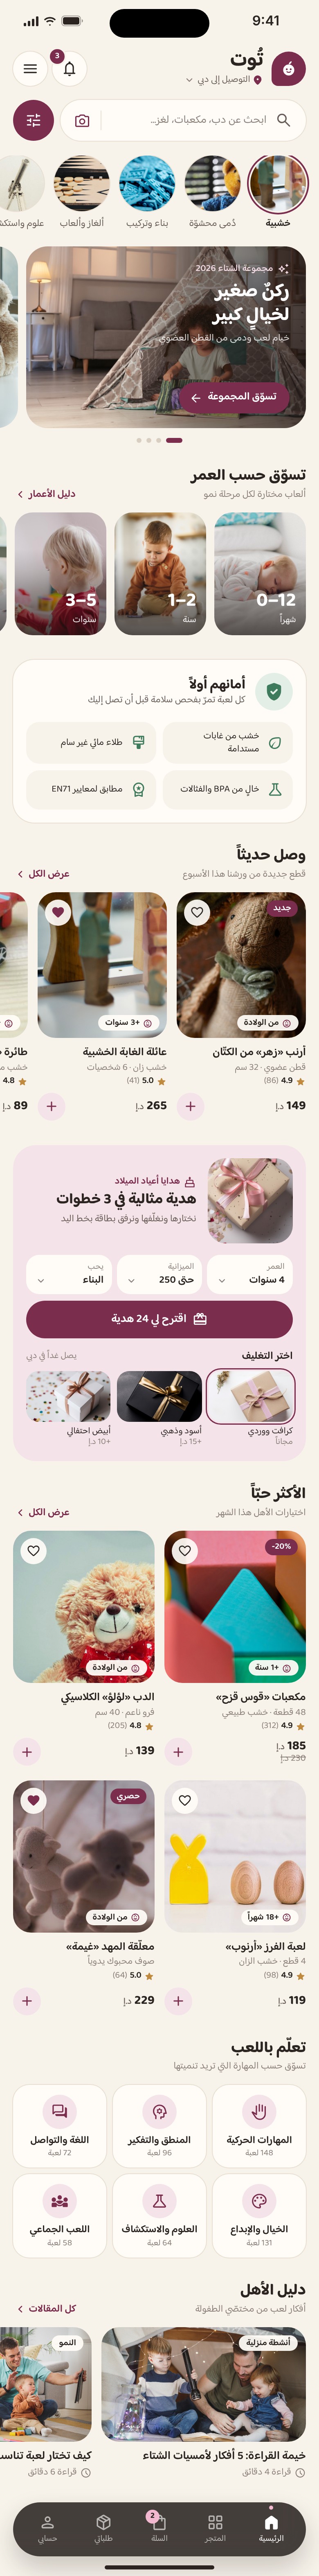 9:41
تُوت
التوصيل إلى دبي
3
ابحث عن دب، مكعبات، لغز...
خشبية
دُمى محشوّة
بناء وتركيب
ألغاز وألعاب
علوم واستكش
مجموعة الشتاء 2026
ركنٌ صغير
لخيالٍ كبير
خيام لعب ودمى من القطن العضوي
تسوّق المجموعة
تسوّق حسب العمر
ألعاب مختارة لكل مرحلة نمو
دليل الأعمار
0–12
شهراً
1–2
سنة
3–5
سنوات
أمانهم أولاً
كل لعبة تمرّ بفحص سلامة قبل أن تصل إليك
خشب من غابات مستدامة
طلاء مائي غير سام
خالٍ من BPA والفثالات
مطابق لمعايير EN71
وصل حديثاً
قطع جديدة من ورشنا هذا الأسبوع
عرض الكل
جديد
من الولادة
أرنب «زهر» من الكتّان
قطن عضوي · 32 سم
4.9 (86)
149 د.إ
+3 سنوات
عائلة الغابة الخشبية
خشب زان · 6 شخصيات
5.0 (41)
265 د.إ
طائرة
4.8
89 د.إ
هدايا أعياد الميلاد
هدية مثالية في 3 خطوات
نختارها ونغلّفها ونرفق بطاقة بخط اليد
العمر
4 سنوات
الميزانية
حتى 250
يحب
البناء
اقترح لي 24 هدية
اختر التغليف
يصل غداً في دبي
كرافت ووردي
مجاناً
أسود وذهبي
+15 د.إ
أبيض احتفالي
+10 د.إ
الأكثر حبّاً
اختيارات الأهل هذا الشهر
عرض الكل
-20%
+1 سنة
مكعبات «قوس قزح»
48 قطعة · خشب طبيعي
4.9 (312)
185 د.إ
230 د.إ
من الولادة
الدب «لؤلؤ» الكلاسيكي
فرو ناعم · 40 سم
4.8 (205)
139 د.إ
+18 شهراً
لعبة الفرز «أرنوب»
4 قطع · خشب الزان
4.9 (98)
119 د.إ
حصري
من الولادة
معلّقة المهد «غيمة»
صوف محبوك يدوياً
5.0 (64)
229 د.إ
تعلّم باللعب
تسوّق حسب المهارة التي تريد تنميتها
المهارات الحركية
148 لعبة
المنطق والتفكير
96 لعبة
اللغة والتواصل
72 لعبة
الخيال والإبداع
131 لعبة
العلوم والاستكشاف
64 لعبة
اللعب الجماعي
58 لعبة
دليل الأهل
أفكار لعب من مختصّي الطفولة
كل المقالات
أنشطة منزلية
خيمة القراءة: 5 أفكار لأمسيات الشتاء
قراءة 4 دقائق
النمو
كيف تختار لعبة تناسب
قراءة 6 دقائق
الرئيسية
المتجر
2
السلة
طلباتي
حسابي